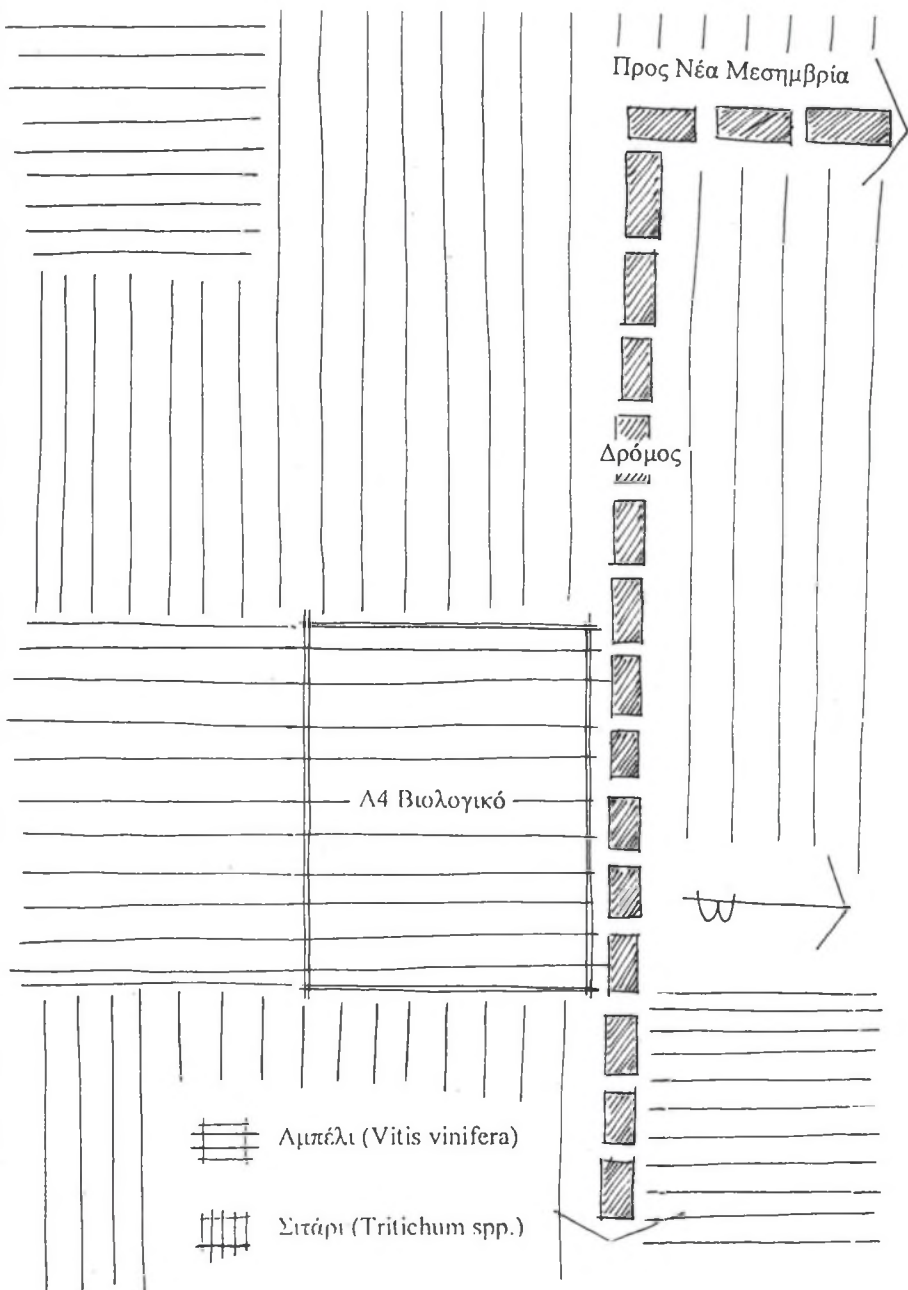 Προς Νέα Μεσημβρία
Δρόμος
Λ4 Βιολογικό
Αμπέλι (Vitis vinifera)
Σιτάρι (Tritichum spp.)